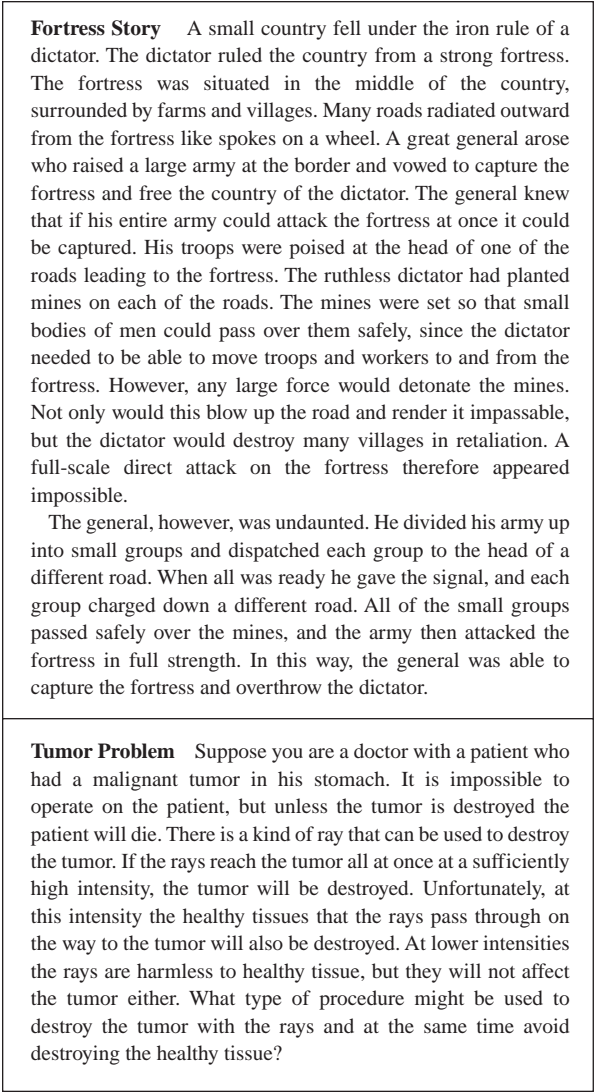 Fortress Story A small country fell under the iron rule of a
dictator. The dictator ruled the country from a strong fortress.
The fortress was situated in the middle of the country,
surrounded by farms and villages. Many roads radiated outward
from the fortress like spokes on a wheel. A great general arose
who raised a large army at the border and vowed to capture the
fortress and free the country of the dictator. The general knew
that if his entire army could attack the fortress at once it could
be captured. His troops were poised at the head of one of the
roads leading to the fortress. The ruthless dictator had planted
mines on each of the roads. The mines were set so that small
bodies of men could pass over them safely, since the dictator
needed to be able to move troops and workers to and from the
fortress. However, any large force would detonate the mines.
Not only would this blow up the road and render it impassable,
but the dictator would destroy many villages in retaliation. A
full-scale direct attack on the fortress therefore appeared
impossible.
The general, however, was undaunted. He divided his army up
into small groups and dispatched each group to the head of a
different road. When all was ready he gave the signal, and each
group charged down a different road. All of the small groups
passed safely over the mines, and the army then attacked the
fortress in full strength. In this way, the general was able to
capture the fortress and overthrow the dictator.
Tumor Problem Suppose you are a doctor with a patient who
had a malignant tumor in his stomach. It is impossible to
operate on the patient, but unless the tumor is destroyed the
patient will die. There is a kind of ray that can be used to destroy
the tumor. If the rays reach the tumor all at once at a sufficiently
high intensity, the tumor will be destroyed. Unfortunately, at
this intensity the healthy tissues that the rays pass through on
the way to the tumor will also be destroyed. At lower intensities
the rays are harmless to healthy tissue, but they will not affect
the tumor either. What type of procedure might be used to
destroy the tumor with the rays and at the same time avoid
destroying the healthy tissue?